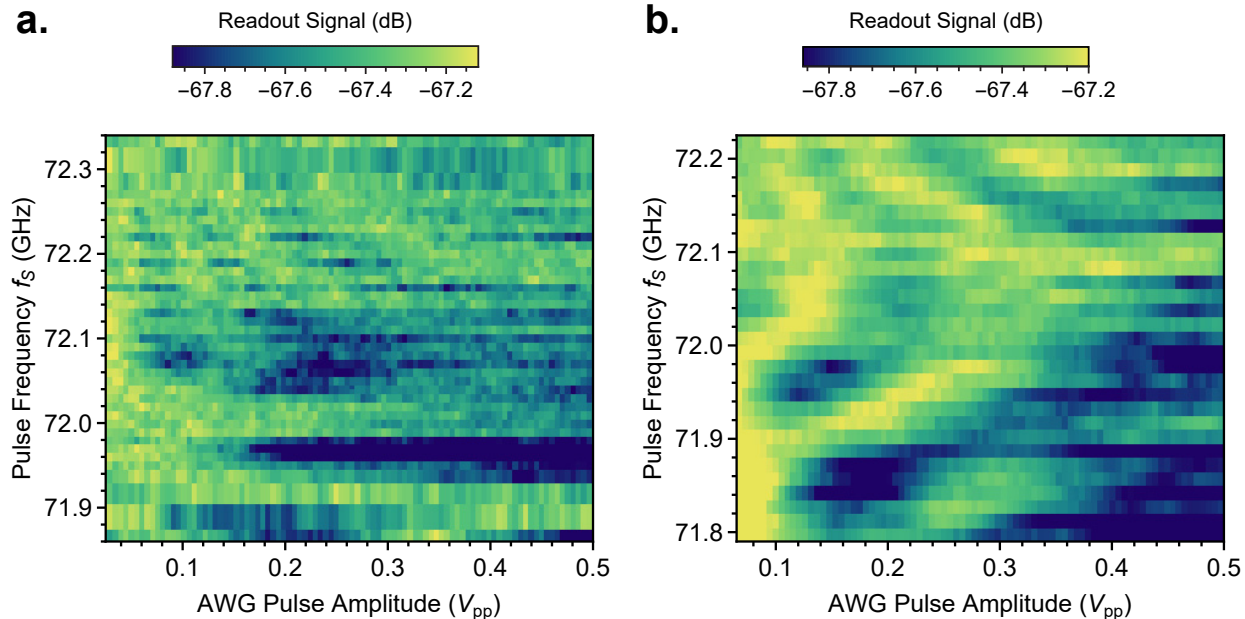 a.
Readout Signal (dB)
−67.8 −67.6 −67.4 −67.2
Pulse Frequency fS (GHz)
72.3
72.2
72.1
72.0
71.9
0.1 0.2 0.3 0.4 0.5
AWG Pulse Amplitude (Vpp)
b.
Readout Signal (dB)
−67.8 −67.6 −67.4 −67.2
Pulse Frequency fS (GHz)
72.2
72.1
72.0
71.9
71.8
0.1 0.2 0.3 0.4 0.5
AWG Pulse Amplitude (Vpp)